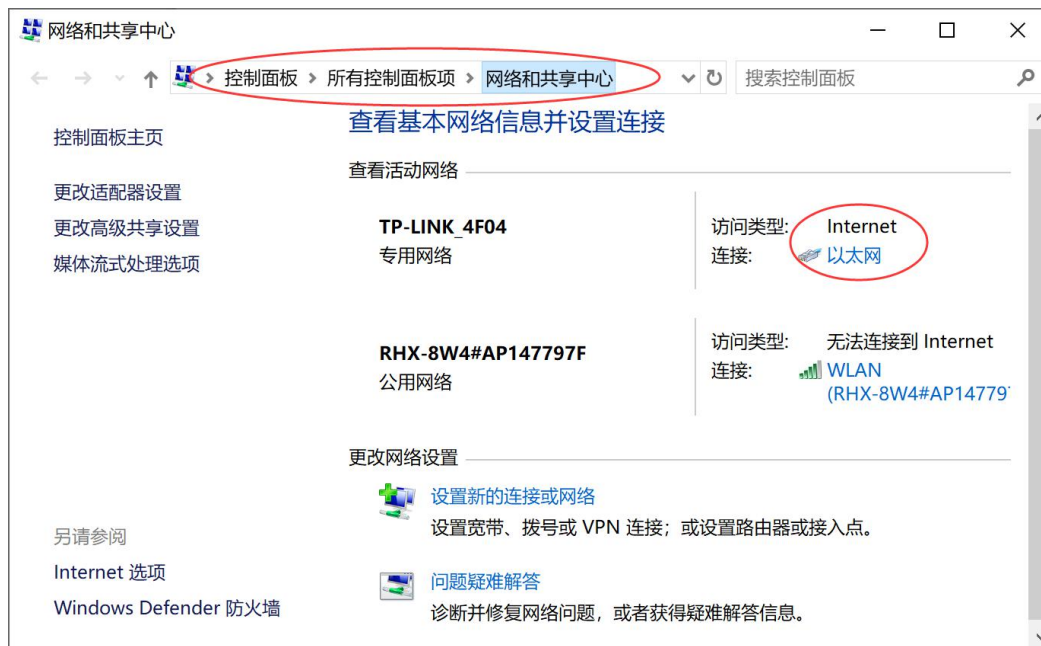 网络和共享中心
控制面板 > 所有控制面板项 > 网络和共享中心
搜索控制面板
控制面板主页
更改适配器设置
更改高级共享设置
媒体流式处理选项
查看基本网络信息并设置连接
查看活动网络
TP-LINK_4F04
专用网络
访问类型: Internet
连接: 以太网
RHX-8W4#AP147797F
公用网络
访问类型: 无法连接到 Internet
连接: WLAN
(RHX-8W4#AP14779
更改网络设置
设置新的连接或网络
设置宽带、拨号或 VPN 连接；或设置路由器或接入点。
问题疑难解答
诊断并修复网络问题，或者获得疑难解答信息。
另请参阅
Internet 选项
Windows Defender 防火墙